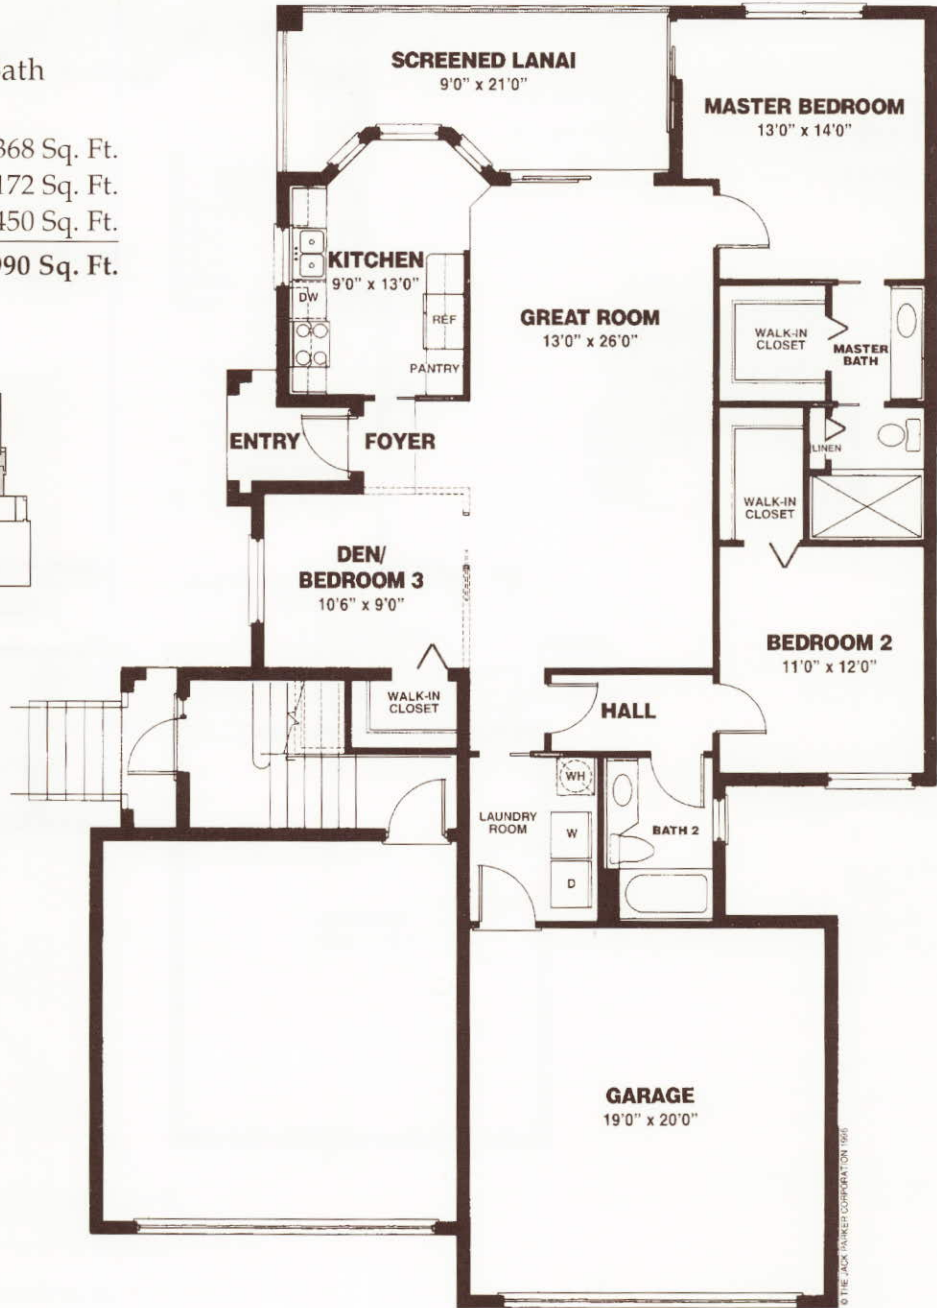 ath
368 Sq. Ft.
172 Sq. Ft.
450 Sq. Ft.
990 Sq. Ft.
SCREENED LANAI
9'0" x 21'0"
MASTER BEDROOM
13'0" x 14'0"
KITCHEN
9'0" x 13'0"
DW
REF
PANTRY
GREAT ROOM
13'0" x 26'0"
WALK-IN
CLOSET
MASTER
BATH
ENTRY
FOYER
LINEN
WALK-IN
CLOSET
DEN/
BEDROOM 3
10'6" x 9'0"
BEDROOM 2
11'0" x 12'0"
WALK-IN
CLOSET
HALL
WH
LAUNDRY
ROOM
W
BATH 2
D
GARAGE
19'0" x 20'0"
© THE JACK PARKER CORPORATION 1996